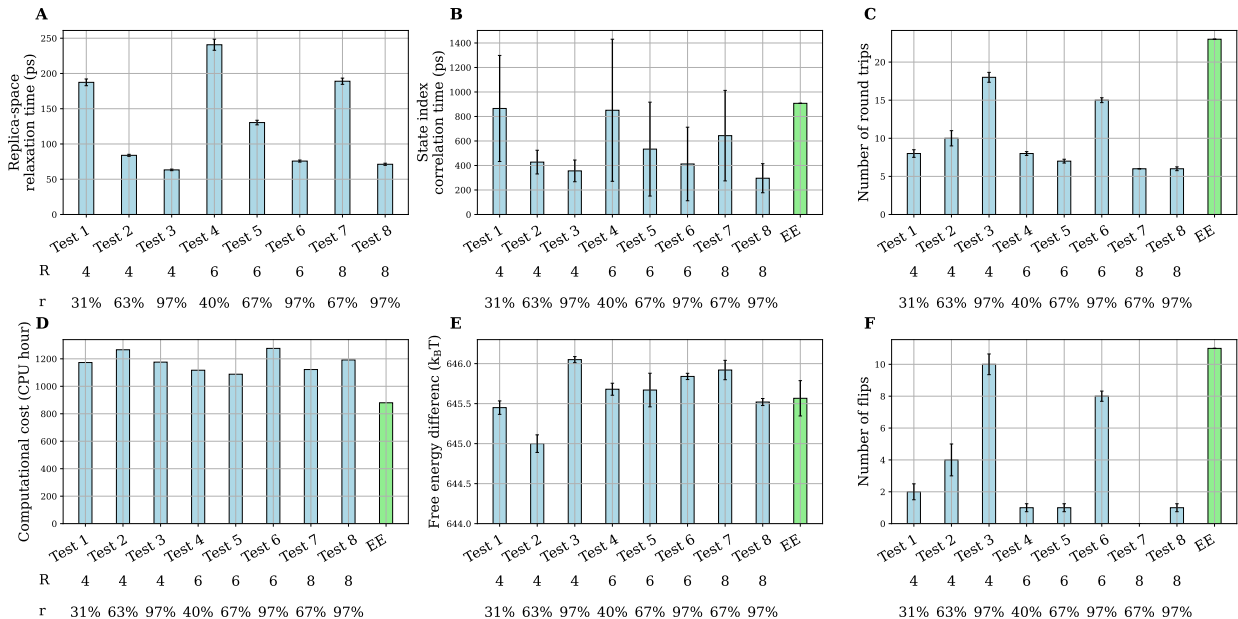 A
Replica-space
relaxation time (ps)
250
200
150
100
50
0
Test 1 Test 2 Test 3 Test 4 Test 5 Test 6 Test 7 Test 8
R 4 4 4 6 6 6 8 8
r 31% 63% 97% 40% 67% 97% 67% 97%
B
State index
correlation time (ps)
1400
1200
1000
800
600
400
200
0
Test 1 Test 2 Test 3 Test 4 Test 5 Test 6 Test 7 Test 8 EE
4 4 4 6 6 6 8 8
31% 63% 97% 40% 67% 97% 67% 97%
C
Number of round trips
20
15
10
5
0
Test 1 Test 2 Test 3 Test 4 Test 5 Test 6 Test 7 Test 8 EE
4 4 4 6 6 6 8 8
31% 63% 97% 40% 67% 97% 67% 97%
D
Computational cost (CPU hour)
1200
1000
800
600
400
200
0
Test 1 Test 2 Test 3 Test 4 Test 5 Test 6 Test 7 Test 8 EE
R 4 4 4 6 6 6 8 8
r 31% 63% 97% 40% 67% 97% 67% 97%
E
Free energy differenc (kBT)
646.0
645.5
645.0
644.5
644.0
Test 1 Test 2 Test 3 Test 4 Test 5 Test 6 Test 7 Test 8 EE
4 4 4 6 6 6 8 8
31% 63% 97% 40% 67% 97% 67% 97%
F
Number of flips
10
8
6
4
2
0
Test 1 Test 2 Test 3 Test 4 Test 5 Test 6 Test 7 Test 8 EE
4 4 4 6 6 6 8 8
31% 63% 97% 40% 67% 97% 67% 97%